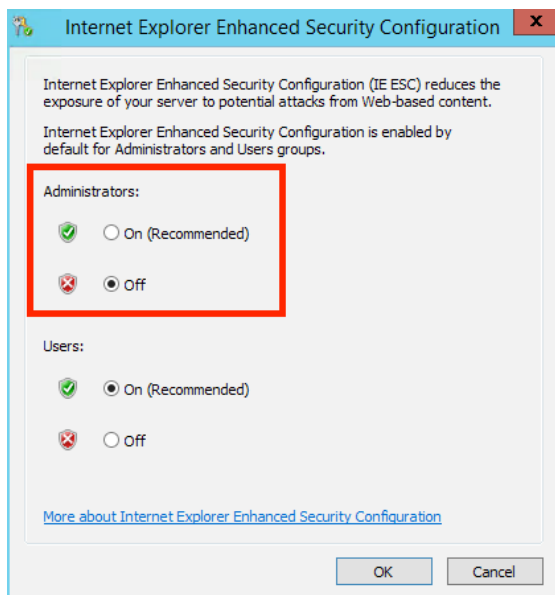 Internet Explorer Enhanced Security Configuration
x
Internet Explorer Enhanced Security Configuration (IE ESC) reduces the
exposure of your server to potential attacks from Web-based content.
Internet Explorer Enhanced Security Configuration is enabled by
default for Administrators and Users groups.
Administrators:
On (Recommended)
Off
Users:
On (Recommended)
Off
More about Internet Explorer Enhanced Security Configuration
OK Cancel